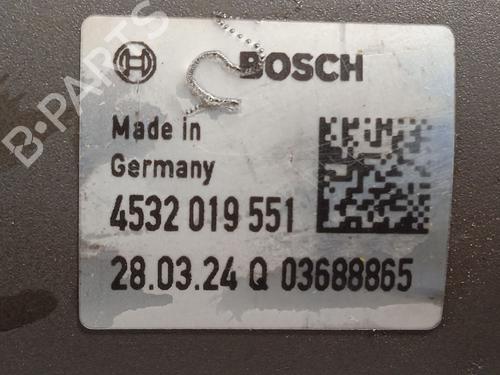 BOSCH
Made in
Germany
4532 019 551
28.03.24 Q 03688865
B-PARTS